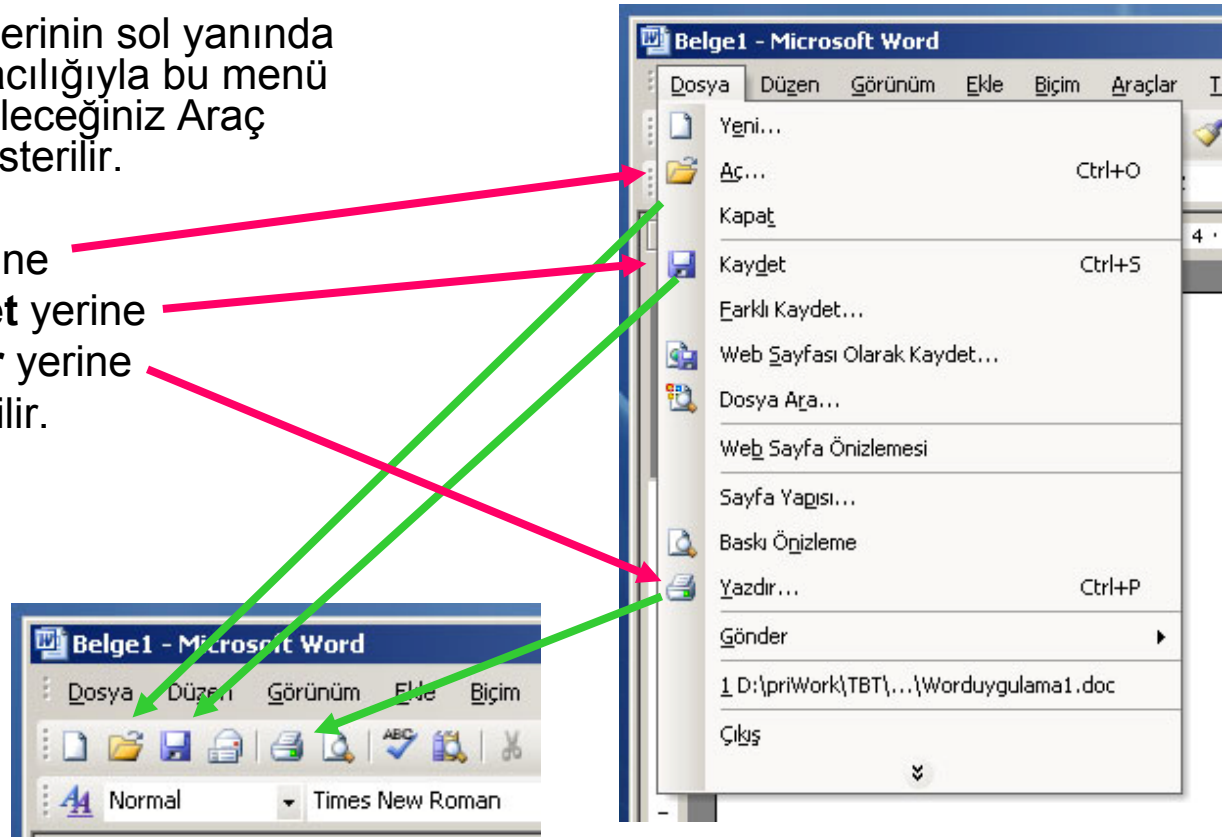 erinin sol yanında
acılığıyla bu menü
leceğiniz Araç
sterilir.
ne
et yerine
r yerine
ilir.
Belge1 - Microsoft Word
Dosya Düzen Görünüm Ekle Biçim Araçlar T
Yeni...
Aç... Ctrl+O
Kapat
4
Kaydet Ctrl+S
Farklı Kaydet...
Web Sayfası Olarak Kaydet...
Dosya Ara...
Web Sayfa Önizlemesi
Sayfa Yapısı...
Baskı Önizleme
Yazdır... Ctrl+P
Gönder
1 D:\priWork\TBT\...\Worduygulama1.doc
Çıkış
Belge1 - Microsoft Word
Dosya Düzen Görünüm Ekle Biçim
ABC
Normal Times New Roman